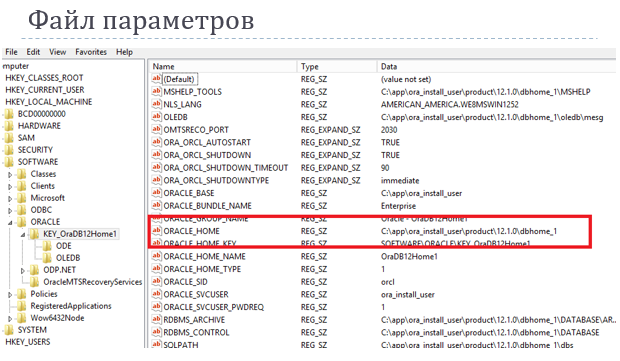 Файл параметров
File Edit View Favorites Help
mputer
HKEY_CLASSES_ROOT
HKEY_CURRENT_USER
HKEY_LOCAL_MACHINE
BCD00000000
HARDWARE
SAM
SECURITY
SOFTWARE
Classes
Clients
Microsoft
ODBC
ORACLE
KEY_OraDB12Home1
ODE
OLEDB
ODP.NET
OracleMTSRecoveryServices
Policies
RegisteredApplications
Wow6432Node
SYSTEM
HKEY_USERS
Name Type Data
(Default) REG_SZ (value not set)
MSHELP_TOOLS REG_SZ C:\app\ora_install_user\product\12.1.0\dbhome_1\MSHELP
NLS_LANG REG_SZ AMERICAN_AMERICA.WE8MSWIN1252
OLEDB REG_SZ C:\app\ora_install_user\product\12.1.0\dbhome_1\oledb\mesg
OMTSRECO_PORT REG_EXPAND_SZ 2030
ORA_ORCL_AUTOSTART REG_EXPAND_SZ TRUE
ORA_ORCL_SHUTDOWN REG_EXPAND_SZ TRUE
ORA_ORCL_SHUTDOWN_TIMEOUT REG_EXPAND_SZ 90
ORA_ORCL_SHUTDOWNTYPE REG_EXPAND_SZ immediate
ORACLE_BASE REG_SZ C:\app\ora_install_user
ORACLE_BUNDLE_NAME REG_SZ Enterprise
ORACLE_GROUP_NAME REG_SZ Oracle - OraDB12Home1
ORACLE_HOME REG_SZ C:\app\ora_install_user\product\12.1.0\dbhome_1
ORACLE_HOME_KEY REG_SZ SOFTWARE\ORACLE\KEY_OraDB12Home1
ORACLE_HOME_NAME REG_SZ OraDB12Home1
ORACLE_HOME_TYPE REG_SZ 1
ORACLE_SID REG_SZ orcl
ORACLE_SVCUSER REG_SZ ora_install_user
ORACLE_SVCUSER_PWDREQ REG_SZ 1
RDBMS_ARCHIVE REG_SZ C:\app\ora_install_user\product\12.1.0\dbhome_1\DATABASE\AR...
RDBMS_CONTROL REG_SZ C:\app\ora_install_user\product\12.1.0\dbhome_1\DATABASE
SQLPATH REG_SZ C:\app\ora_install_user\product\12.1.0\dbhome_1\dbs